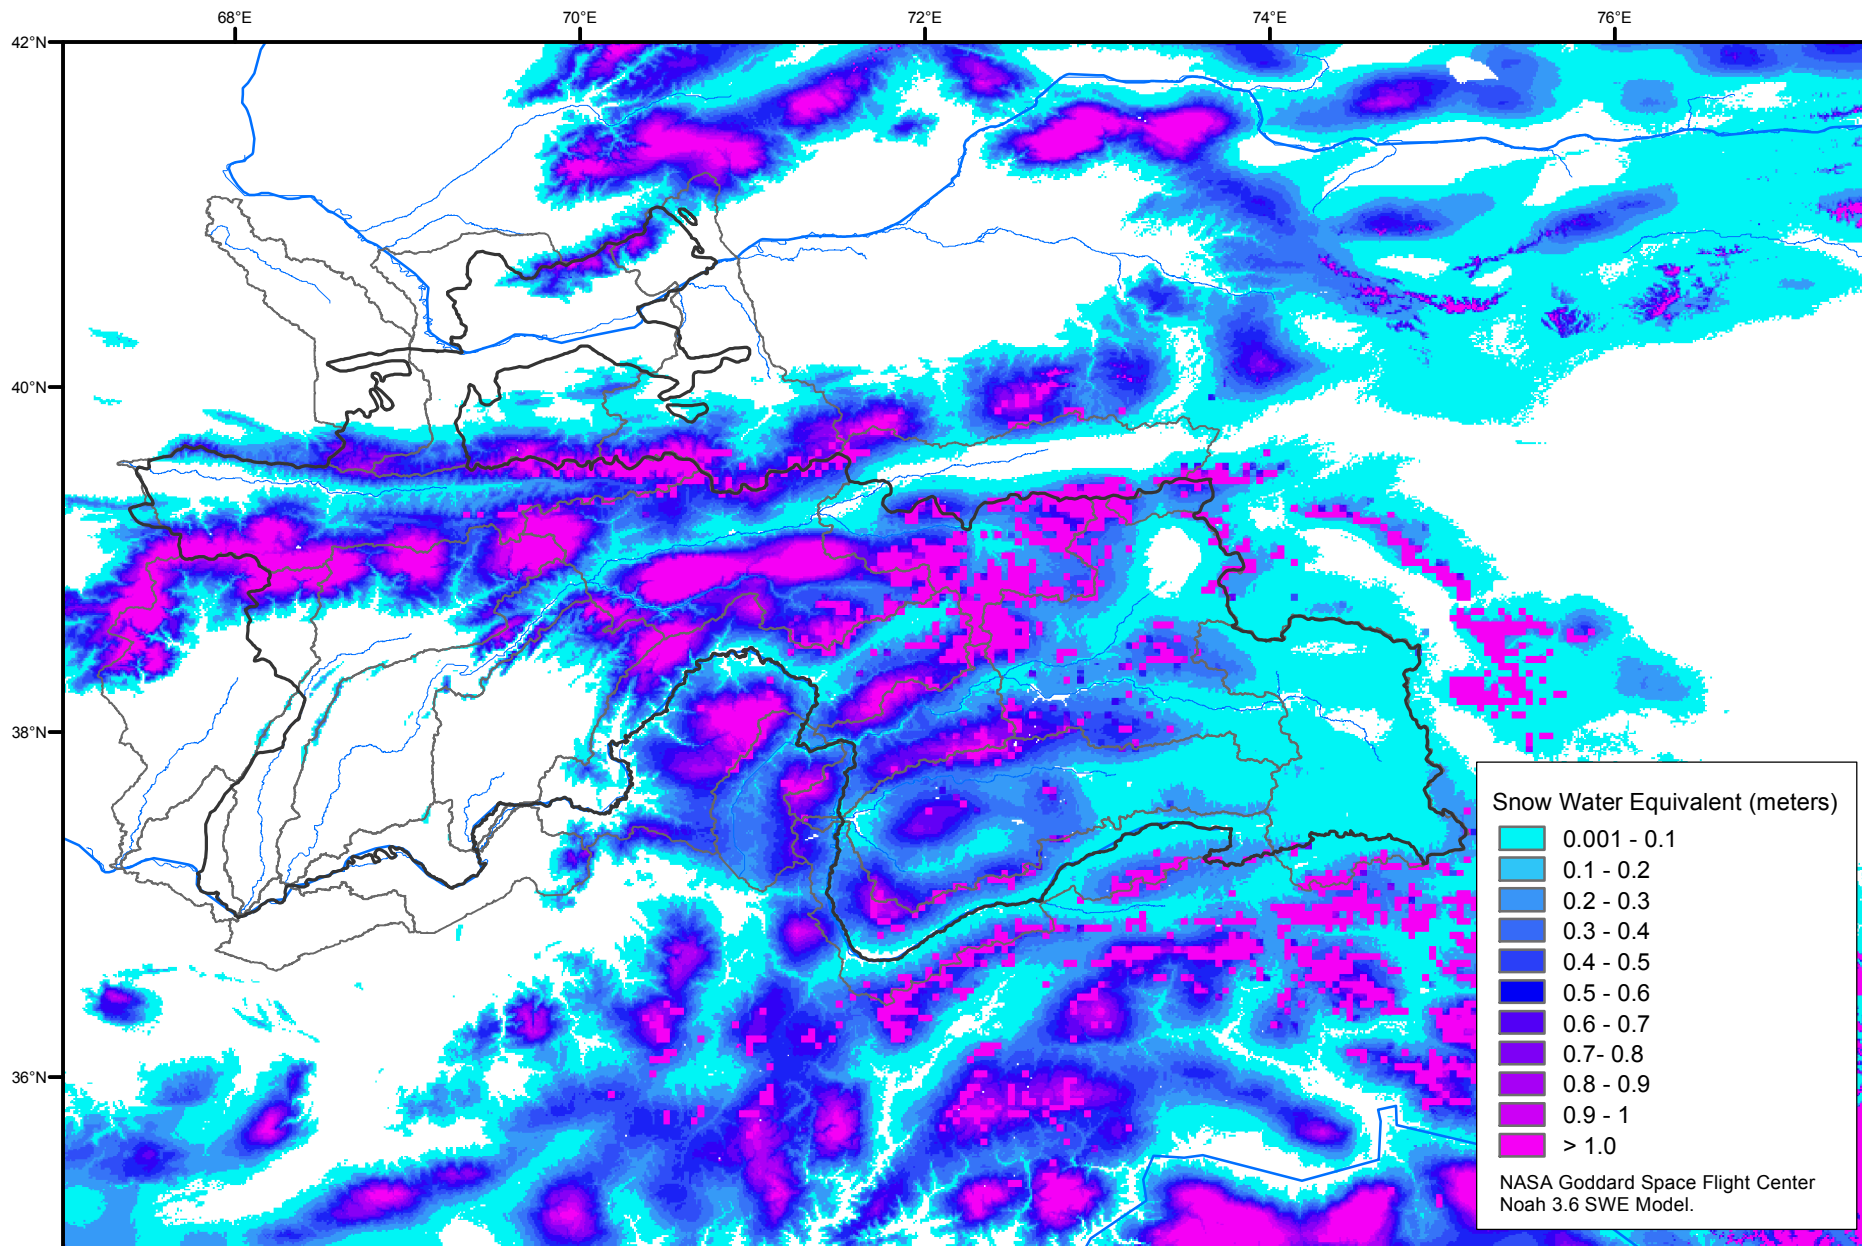 68°E 70°E 72°E 74°E 76°E
42°N
40°N
38°N
36°N
Snow Water Equivalent (meters)
0.001 - 0.1
0.1 - 0.2
0.2 - 0.3
0.3 - 0.4
0.4 - 0.5
0.5 - 0.6
0.6 - 0.7
0.7- 0.8
0.8 - 0.9
0.9 - 1
> 1.0
NASA Goddard Space Flight Center
Noah 3.6 SWE Model.